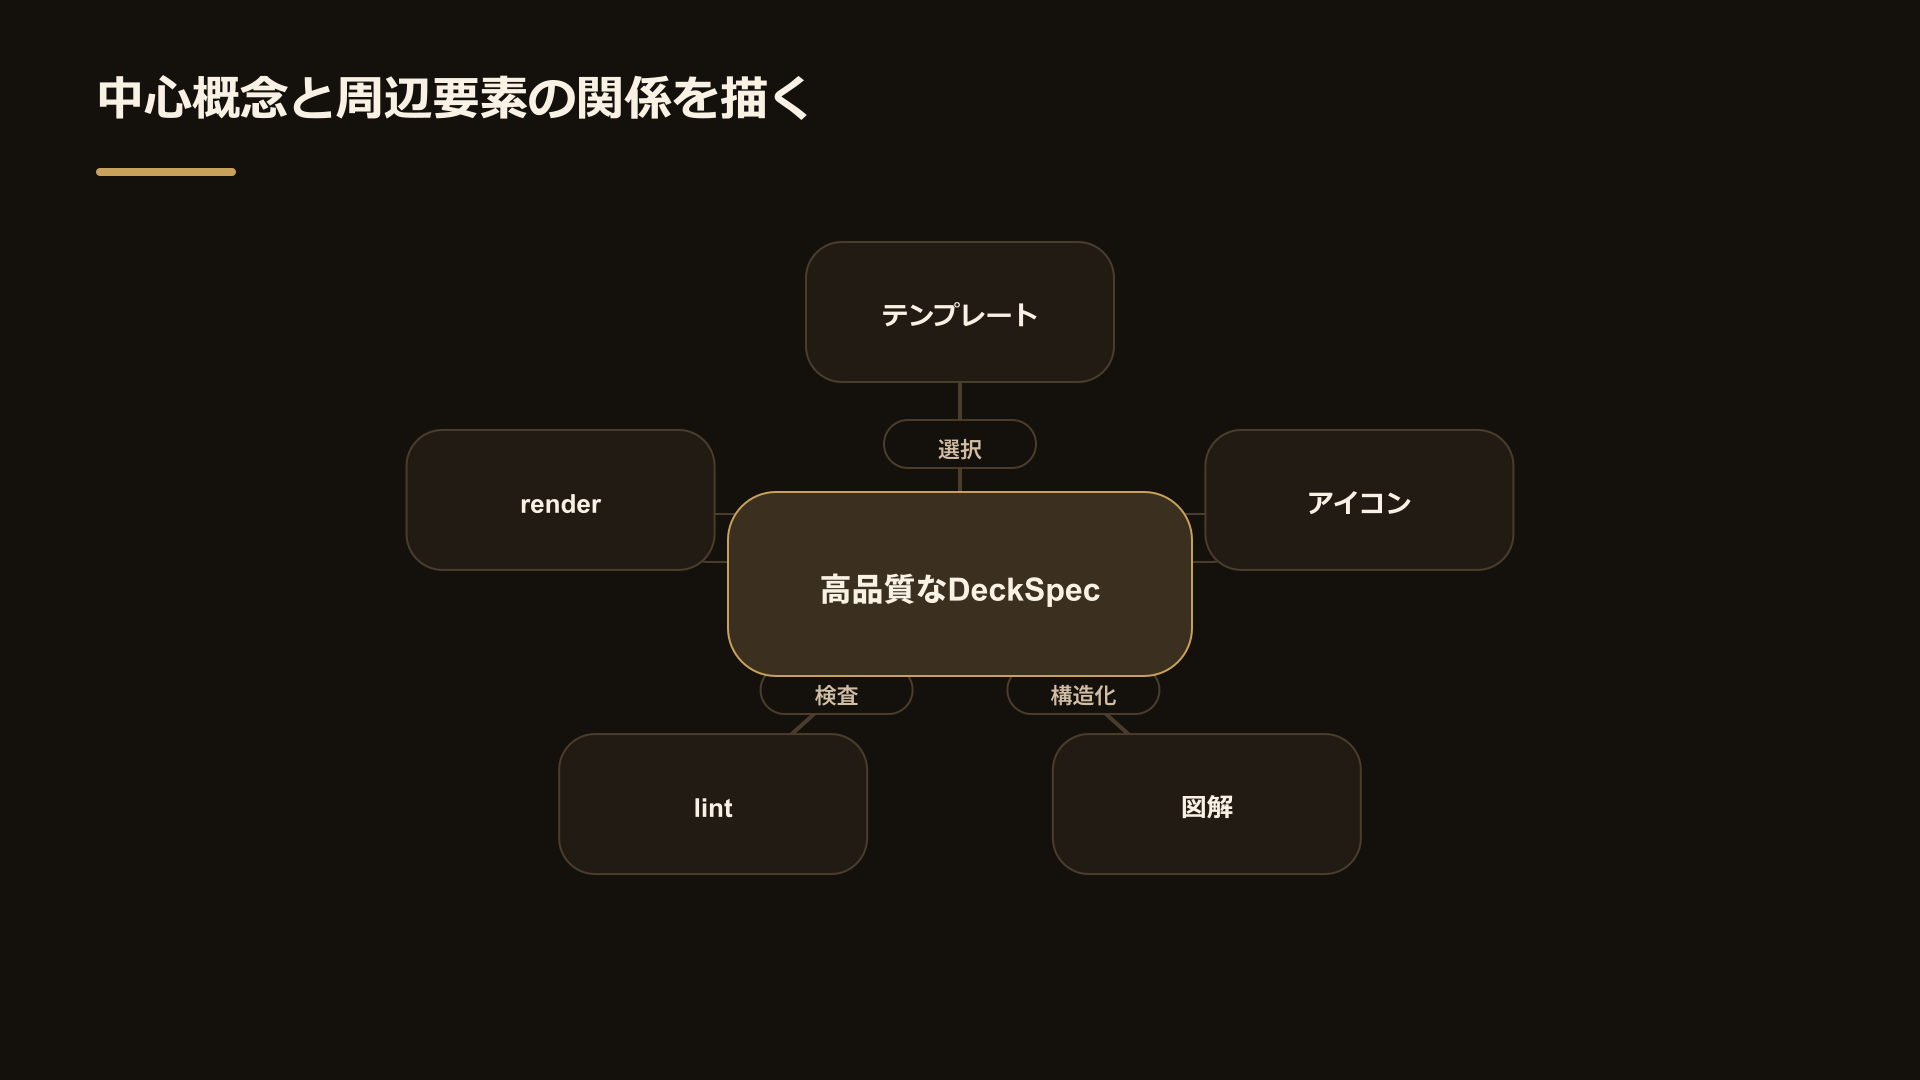 中心概念と周辺要素の関係を描く
テンプレート
選択
render
アイコン
高品質なDeckSpec
検査
構造化
lint
図解